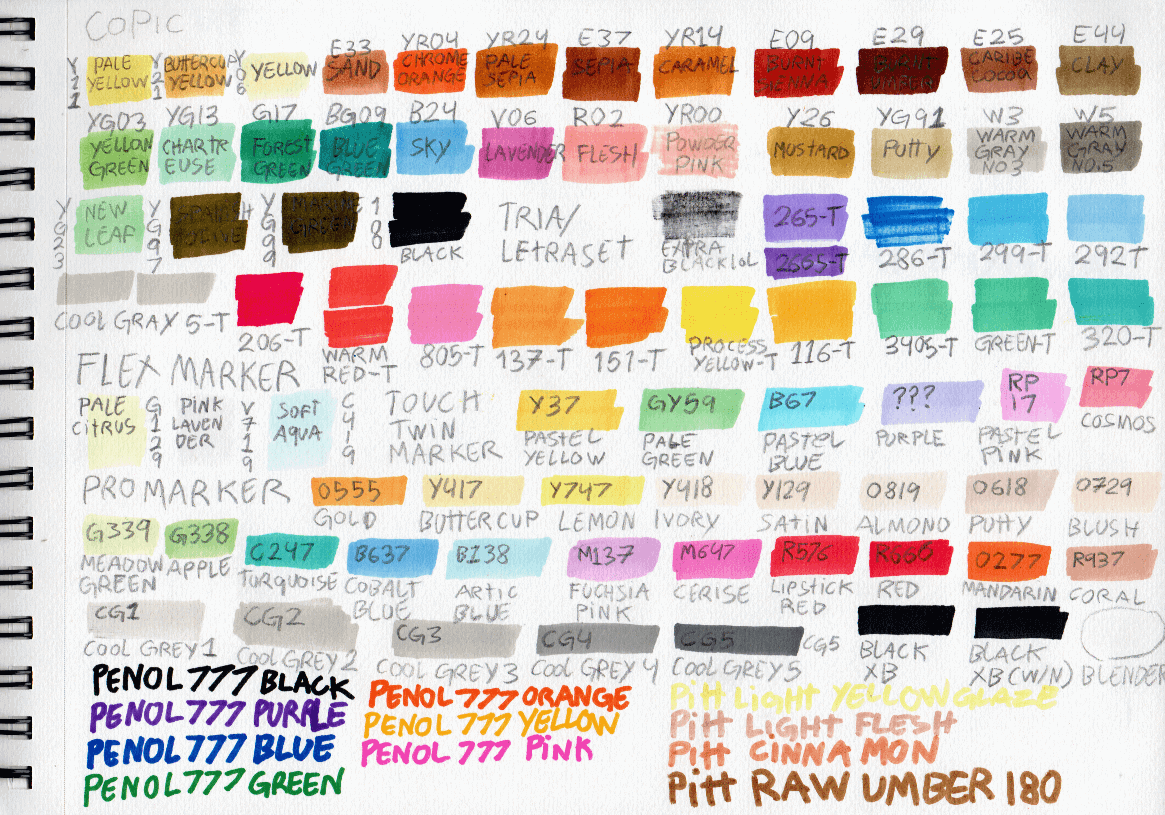 COPIC
E33 YR04 YR24 E37 YR14 E09 E29 E25 E44
Y11 PALE YELLOW Y21 BUTTERCUP YELLOW Y06 YELLOW SAND CHROME ORANGE PALE SEPIA SEPIA CARAMEL BURNT SIENNA BURNT UMBER CARIBE COCOA CLAY
YG03 YG13 G17 BG09 B24 V06 R02 YR00 Y26 YG91 W3 W5
YELLOW GREEN CHARTREUSE FOREST GREEN BLUE GREEN SKY LAVENDER FLESH POWDER PINK MUSTARD PUTTY WARM GRAY NO3 WARM GRAY NO.5
YG23 NEW LEAF YG97 SPANISH OLIVE YG99 MARINE GREEN 100 BLACK
TRIA/
LETRASET
EXTRA BLACK lol 265-T 2665-T 286-T 299-T 292T
COOL GRAY 5-T 206-T WARM RED-T 805-T 137-T 151-T PROCESS YELLOW-T 116-T 3405-T GREEN-T 320-T
FLEX MARKER
PALE CITRUS G129 PINK LAVENDER V719 SOFT AQUA C419
TOUCH
TWIN
MARKER
Y37 GY59 B67 ??? RP17 RP7
PASTEL YELLOW PALE GREEN PASTEL BLUE PURPLE PASTEL PINK COSMOS
PROMARKER O555 Y417 Y747 Y418 Y129 O819 O618 O729
GOLD BUTTERCUP LEMON IVORY SATIN ALMOND PUTTY BLUSH
G339 G338 C247 B637 B138 M137 M647 R576 R666 O277 R937
MEADOW GREEN APPLE TURQUOISE COBALT BLUE ARTIC BLUE FUCHSIA PINK CERISE LIPSTICK RED RED MANDARIN CORAL
CG1 CG2 CG3 CG4 CG5 CG5
COOL GREY 1 COOL GREY 2 COOL GREY 3 COOL GREY 4 COOL GREY 5 BLACK XB BLACK XB (W/N) BLENDER
PENOL 777 BLACK
PENOL 777 PURPLE
PENOL 777 BLUE
PENOL 777 GREEN
PENOL 777 ORANGE
PENOL 777 YELLOW
PENOL 777 PINK
Pitt LIGHT YELLOW GLAZE
Pitt LIGHT FLESH
Pitt CINNAMON
Pitt RAW UMBER 180